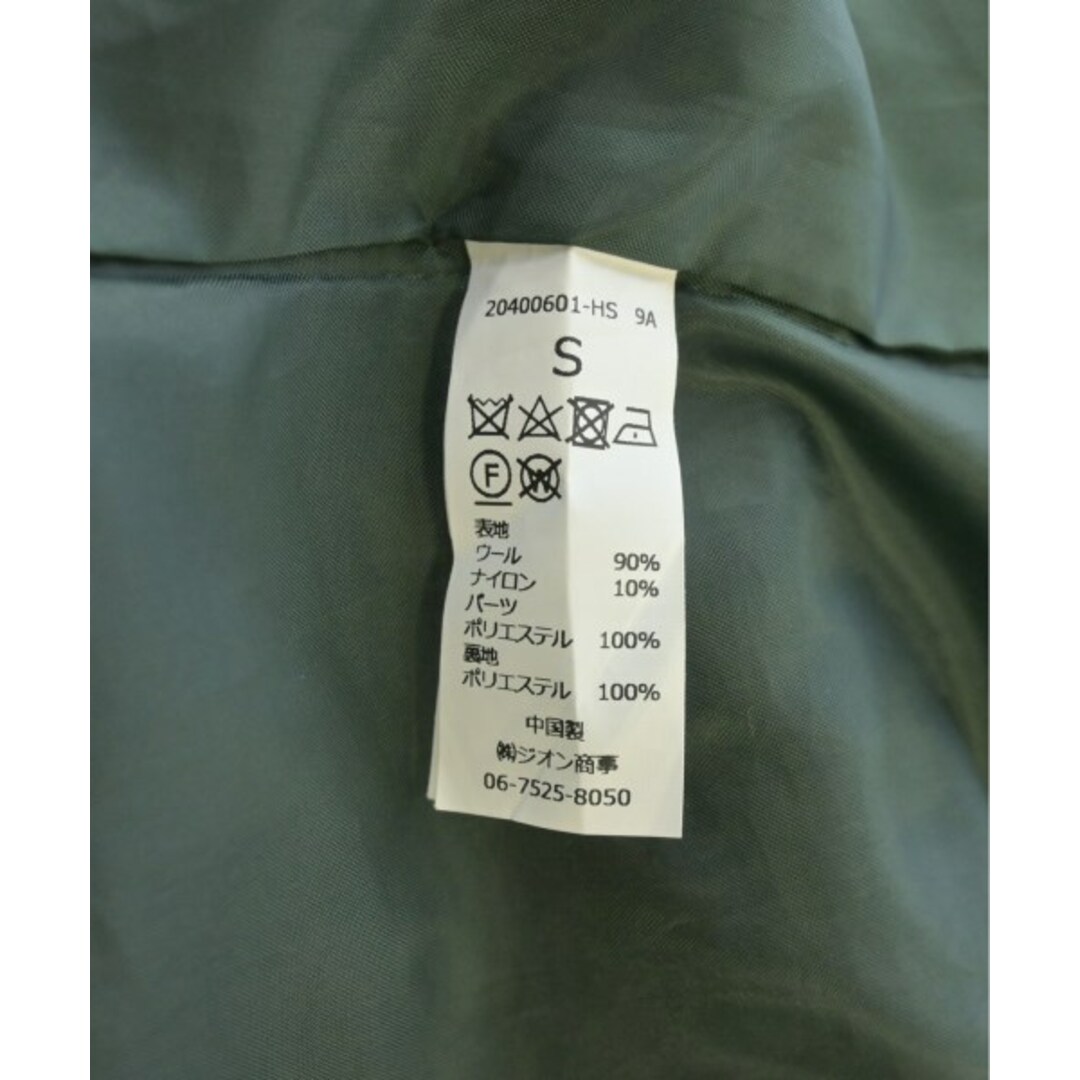 20400601-HS 9A
S
F
W
表地
ウール 90%
ナイロン 10%
パーツ
ポリエステル 100%
裏地
ポリエステル 100%
中国製
㈱ジオン商事
06-7525-8050